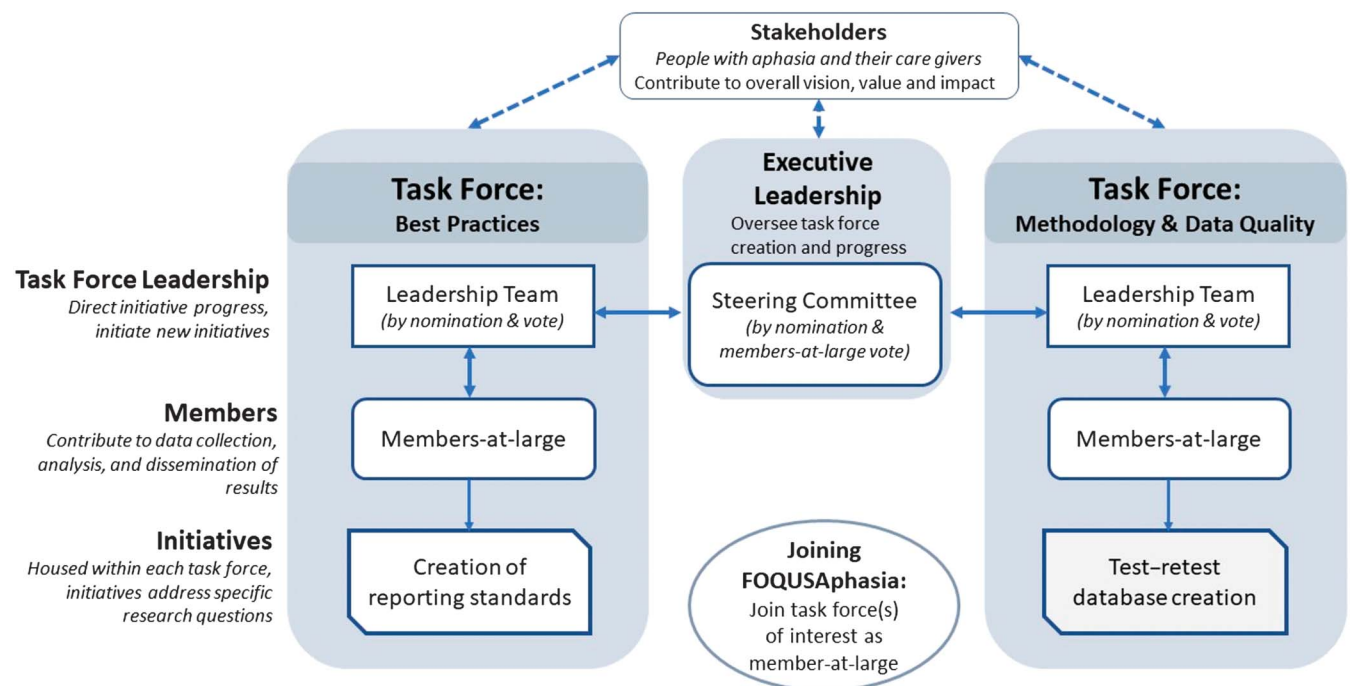 Stakeholders
People with aphasia and their care givers
Contribute to overall vision, value and impact
Task Force:
Best Practices
Executive
Leadership
Oversee task force
creation and progress
Task Force:
Methodology & Data Quality
Task Force Leadership
Direct initiative progress,
initiate new initiatives
Leadership Team
(by nomination & vote)
Steering Committee
(by nomination &
members-at-large vote)
Leadership Team
(by nomination & vote)
Members
Contribute to data collection,
analysis, and dissemination of
results
Members-at-large
Members-at-large
Initiatives
Housed within each task force,
initiatives address specific
research questions
Creation of
reporting standards
Joining
FOQUSAphasia:
Join task force(s)
of interest as
member-at-large
Test–retest
database creation